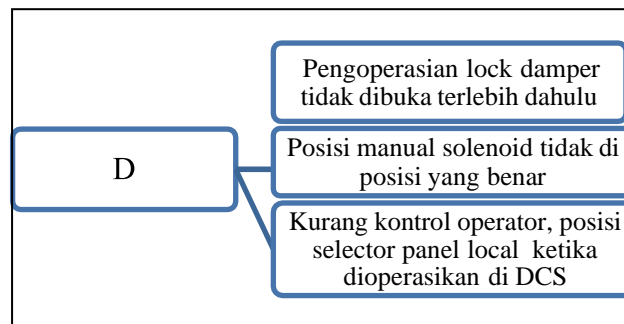 D
Pengoperasian lock damper
tidak dibuka terlebih dahulu
Posisi manual solenoid tidak di
posisi yang benar
Kurang kontrol operator, posisi
selector panel local ketika
dioperasikan di DCS